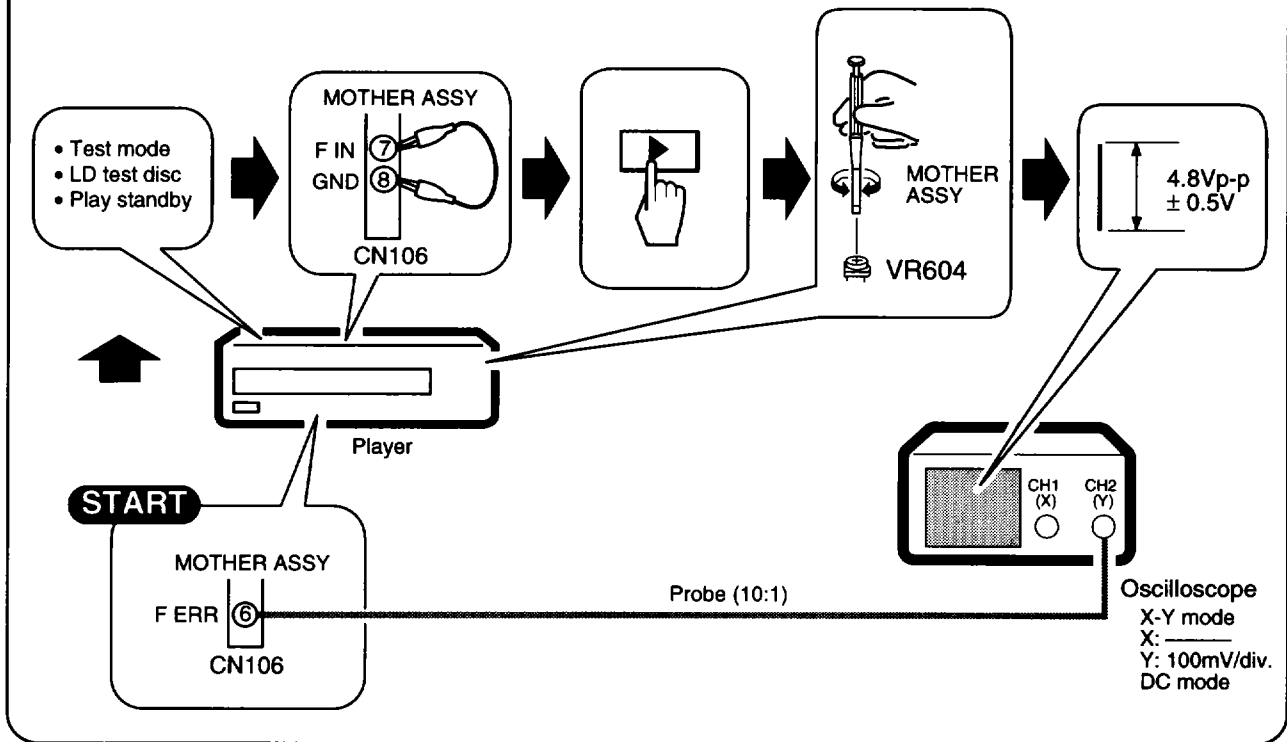 • Test mode
• LD test disc
• Play standby
MOTHER ASSY
F IN ⑦
GND ⑧
CN106
MOTHER
ASSY
VR604
4.8Vp-p
± 0.5V
Player
START
MOTHER ASSY
F ERR ⑥
CN106
Probe (10:1)
CH1
(X)
CH2
(Y)
Oscilloscope
X-Y mode
X: ———
Y: 100mV/div.
DC mode